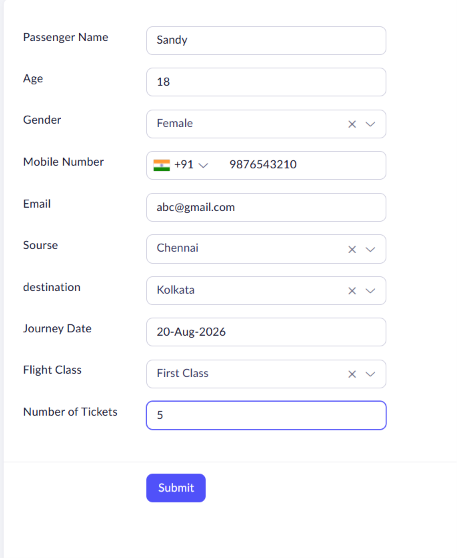 Passenger Name Sandy
Age 18
Gender Female
Mobile Number +91 9876543210
Email abc@gmail.com
Sourse Chennai
destination Kolkata
Journey Date 20-Aug-2026
Flight Class First Class
Number of Tickets 5
Submit